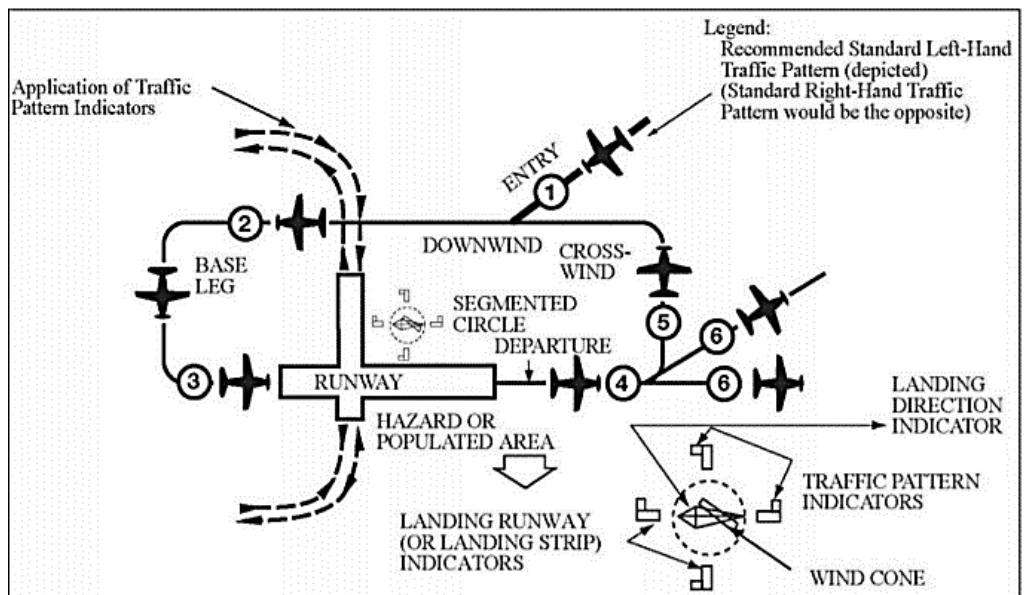 Legend:
Recommended Standard Left-Hand
Traffic Pattern (depicted)
(Standard Right-Hand Traffic
Pattern would be the opposite)
Application of Traffic
Pattern Indicators
ENTRY
1
2
DOWNWIND
CROSS-
WIND
BASE
LEG
SEGMENTED
CIRCLE
5
6
DEPARTURE
3
RUNWAY
4
6
LANDING
DIRECTION
INDICATOR
HAZARD OR
POPULATED AREA
TRAFFIC PATTERN
INDICATORS
LANDING RUNWAY
(OR LANDING STRIP)
INDICATORS
WIND CONE